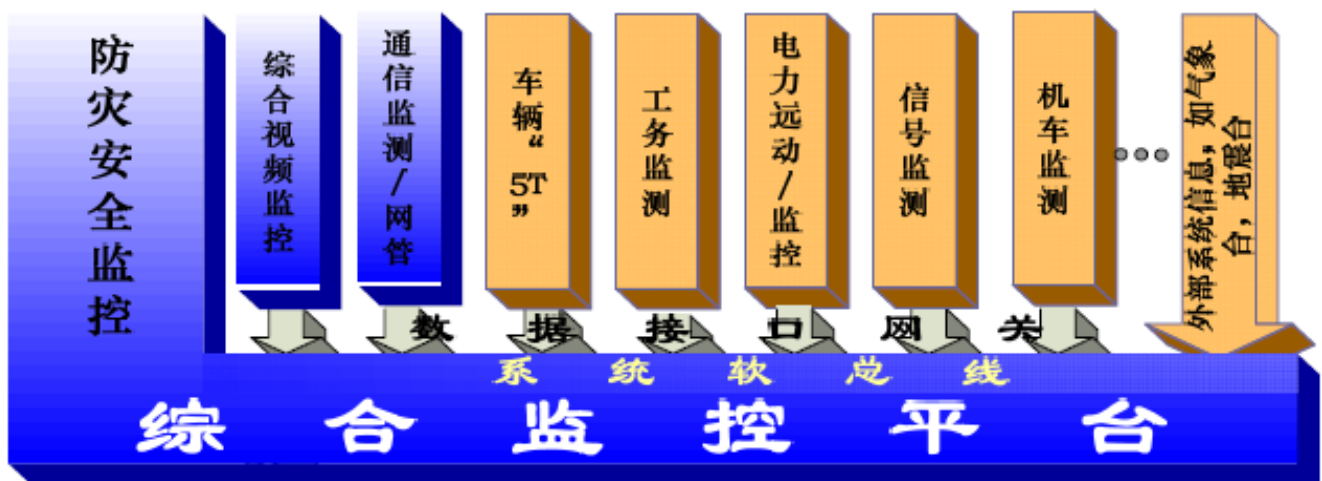 防灾安全监控
综合视频监控
通信监测/网管
车辆“5T”
工务监测
电力远动/监控
信号监测
机车监测
外部系统信息，如气象
台，地震台
数据接口网关
系统软总线
综合监控平台